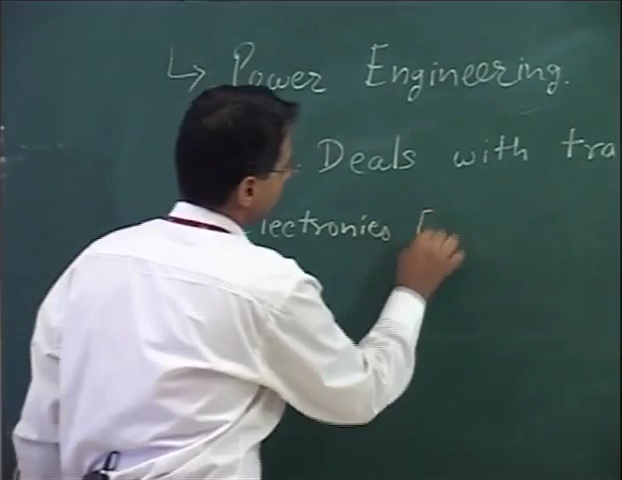 ↳ Power Engineering.
. Deals with tra
lectronics [